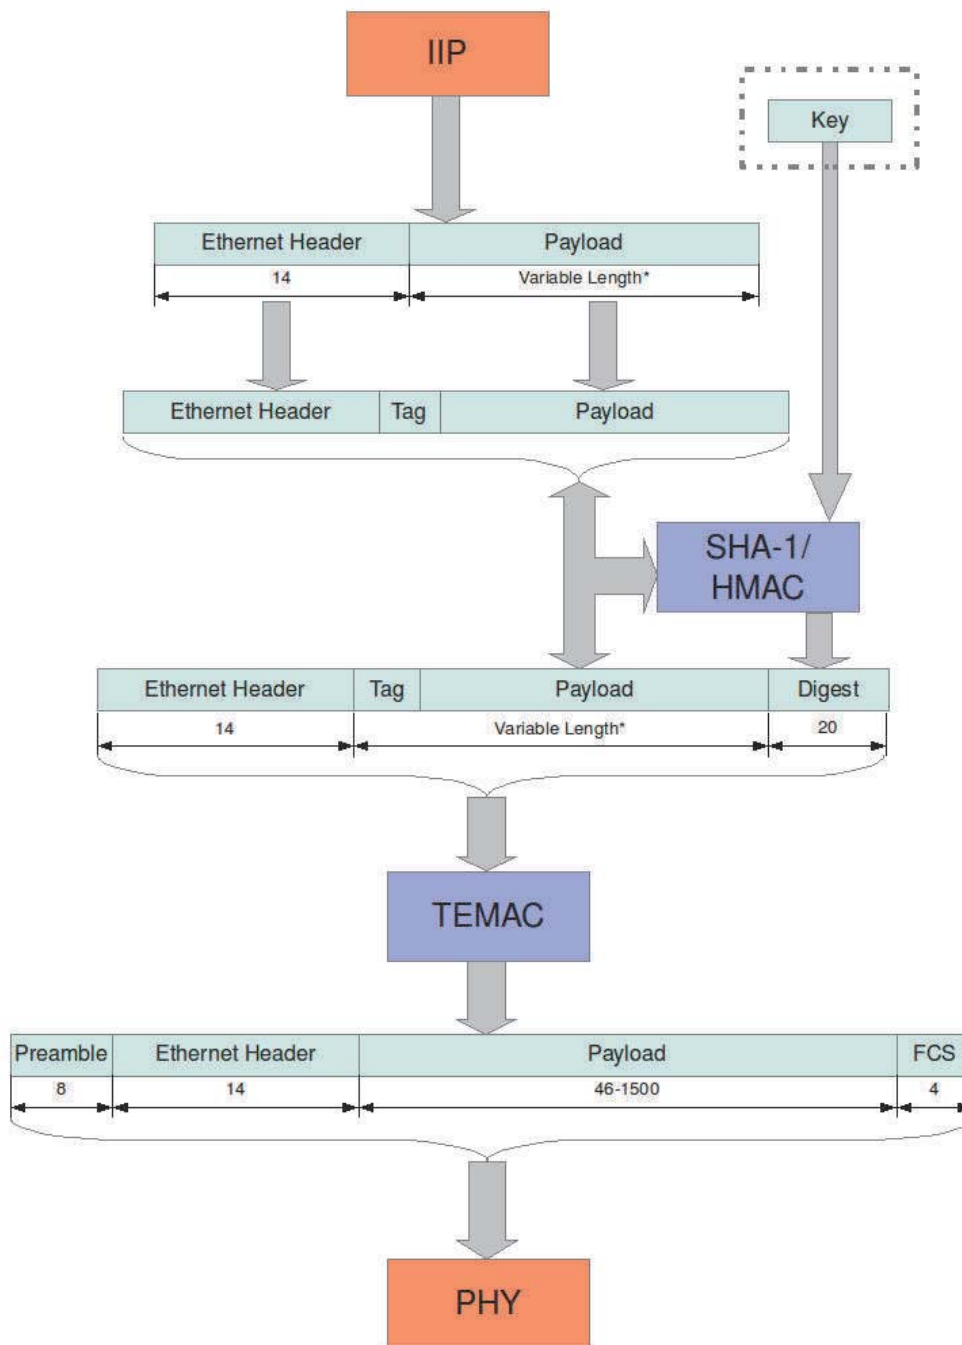 IIP
Key
Ethernet Header Payload
14 Variable Length*
Ethernet Header Tag Payload
SHA-1/
HMAC
Ethernet Header Tag Payload Digest
14 Variable Length* 20
TEMAC
Preamble Ethernet Header Payload FCS
8 14 46-1500 4
PHY